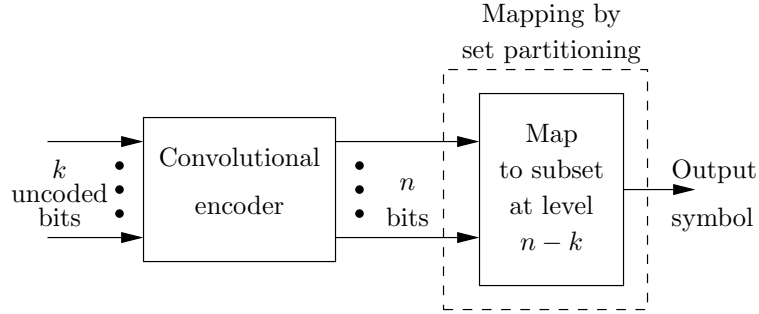 Mapping by
set partitioning
Convolutional
encoder
k
uncoded
bits
n
bits
Map
to subset
at level
n − k
Output
symbol